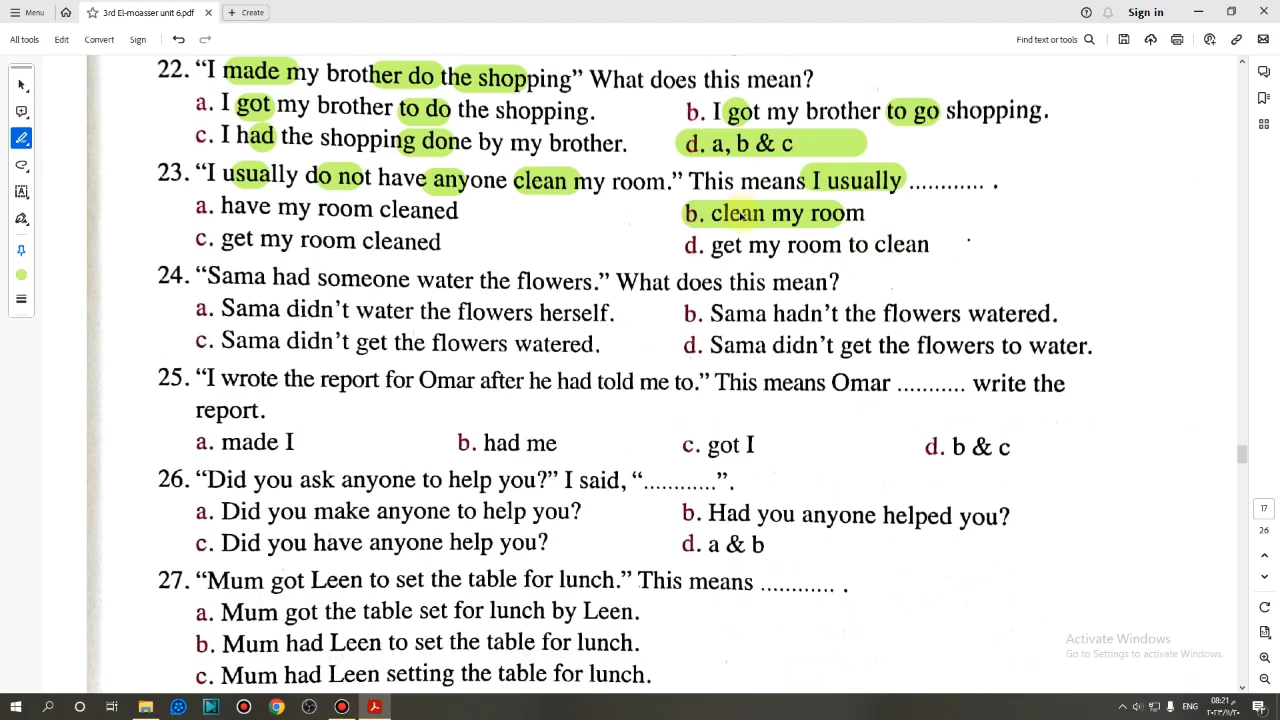 Menu
3rd El-moasser unit 6.pdf
Create
Sign in
All tools Edit Convert Sign
Find text or tools
22. “I made my brother do the shopping” What does this mean?
a. I got my brother to do the shopping. b. I got my brother to go shopping.
c. I had the shopping done by my brother. d. a, b & c
23. “I usually do not have anyone clean my room.” This means I usually ............ .
a. have my room cleaned b. clean my room
c. get my room cleaned d. get my room to clean
24. “Sama had someone water the flowers.” What does this mean?
a. Sama didn’t water the flowers herself. b. Sama hadn’t the flowers watered.
c. Sama didn’t get the flowers watered. d. Sama didn’t get the flowers to water.
25. “I wrote the report for Omar after he had told me to.” This means Omar ........... write the
report.
a. made I b. had me c. got I d. b & c
26. “Did you ask anyone to help you?” I said, “............”.
a. Did you make anyone to help you? b. Had you anyone helped you?
c. Did you have anyone help you? d. a & b
27. “Mum got Leen to set the table for lunch.” This means ............ .
a. Mum got the table set for lunch by Leen.
b. Mum had Leen to set the table for lunch.
c. Mum had Leen setting the table for lunch.
17
26
Activate Windows
Go to Settings to activate Windows.
ENG
08:21 م